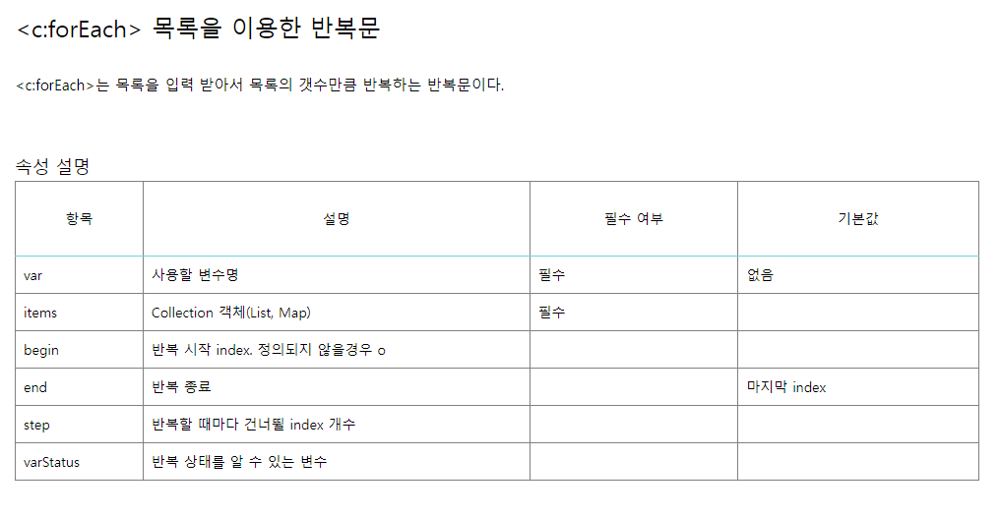 <c:forEach> 목록을 이용한 반복문
<c:forEach>는 목록을 입력 받아서 목록의 갯수만큼 반복하는 반복문이다.
속성 설명
항목 설명 필수 여부 기본값
var 사용할 변수명 필수 없음
items Collection 객체(List, Map) 필수
begin 반복 시작 index. 정의되지 않을경우 o
end 반복 종료 마지막 index
step 반복할 때마다 건너뛸 index 개수
varStatus 반복 상태를 알 수 있는 변수